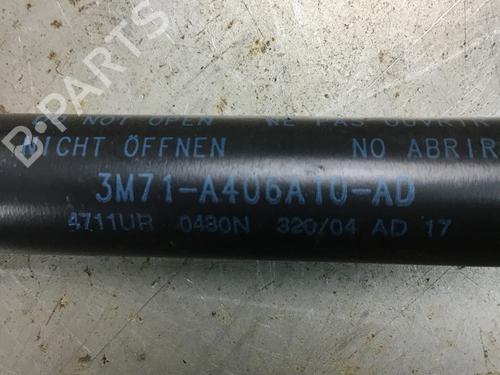 B-PARTS
DO NOT OPEN NE PAS OUVRIR
NICHT ÖFFNEN NO ABRIR
3M71-A406A10-AD
4711UR 0480N 320/04 AD 17